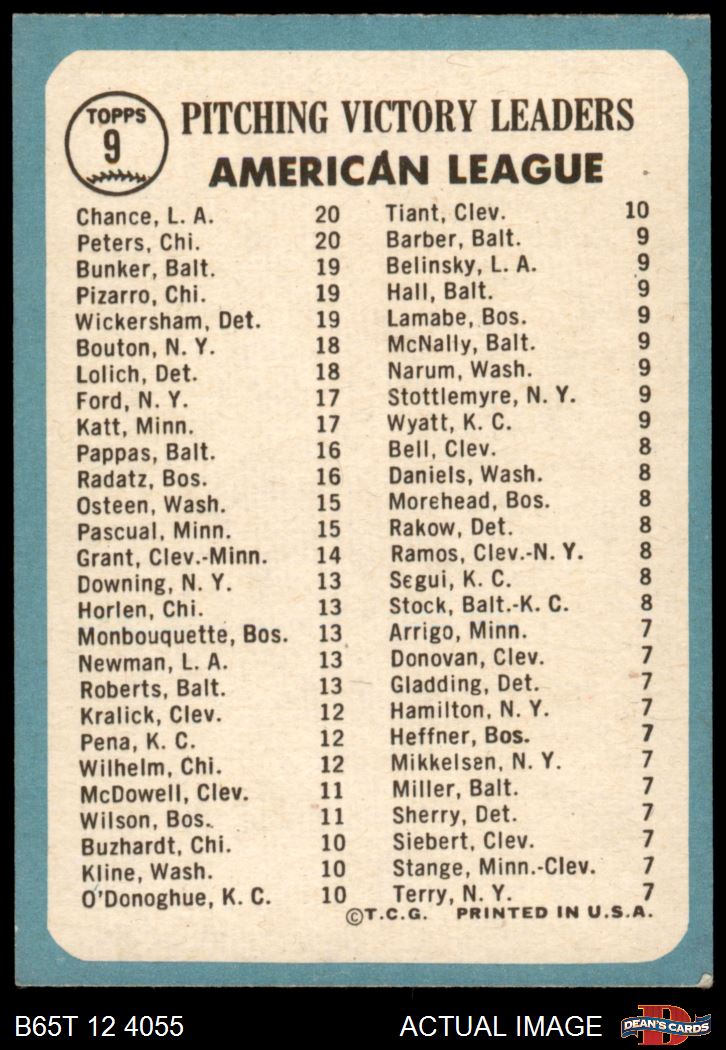 TOPPS
9
PITCHING VICTORY LEADERS
AMERICAN LEAGUE
Chance, L. A. 20
Peters, Chi. 20
Bunker, Balt. 19
Pizarro, Chi. 19
Wickersham, Det. 19
Bouton, N. Y. 18
Lolich, Det. 18
Ford, N. Y. 17
Katt, Minn. 17
Pappas, Balt. 16
Radatz, Bos. 16
Osteen, Wash. 15
Pascual, Minn. 15
Grant, Clev.-Minn. 14
Downing, N. Y. 13
Horlen, Chi. 13
Monbouquette, Bos. 13
Newman, L. A. 13
Roberts, Balt. 13
Kralick, Clev. 12
Pena, K. C. 12
Wilhelm, Chi. 12
McDowell, Clev. 11
Wilson, Bos. 11
Buzhardt, Chi. 10
Kline, Wash. 10
O'Donoghue, K. C. 10
Tiant, Clev. 10
Barber, Balt. 9
Belinsky, L. A. 9
Hall, Balt. 9
Lamabe, Bos. 9
McNally, Balt. 9
Narum, Wash. 9
Stottlemyre, N. Y. 9
Wyatt, K. C. 9
Bell, Clev. 8
Daniels, Wash. 8
Morehead, Bos. 8
Rakow, Det. 8
Ramos, Clev.-N. Y. 8
Segui, K. C. 8
Stock, Balt.-K. C. 8
Arrigo, Minn. 7
Donovan, Clev. 7
Gladding, Det. 7
Hamilton, N. Y. 7
Heffner, Bos. 7
Mikkelsen, N. Y. 7
Miller, Balt. 7
Sherry, Det. 7
Siebert, Clev. 7
Stange, Minn.-Clev. 7
Terry, N. Y. 7
©T.C.G. PRINTED IN U.S.A.
B65T 12 4055 ACTUAL IMAGE
D
DEAN'S CARDS